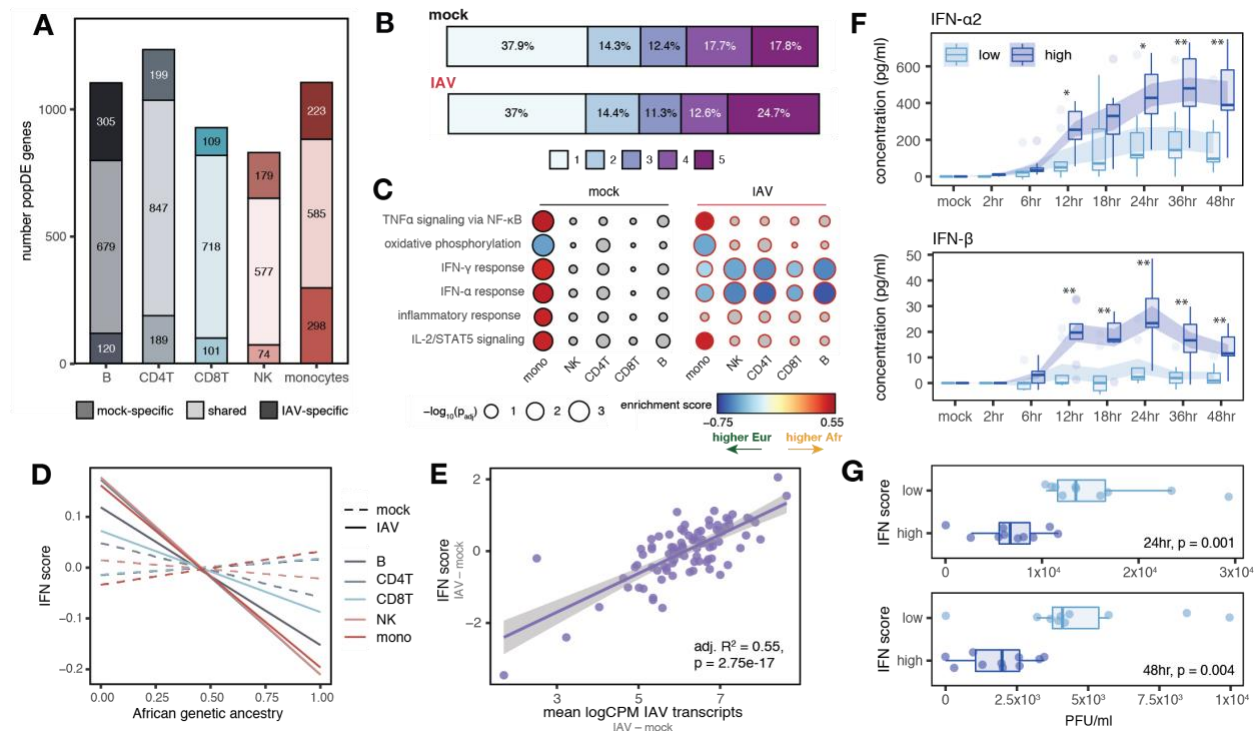 A
number popDE genes
1000
500
0
305
679
120
199
847
189
109
718
101
179
577
74
223
585
298
B CD4T CD8T NK monocytes
mock-specific shared IAV-specific
B
mock
37.9% 14.3% 12.4% 17.7% 17.8%
IAV
37% 14.4% 11.3% 12.6% 24.7%
1 2 3 4 5
C
mock IAV
TNFα signaling via NF-κB
oxidative phosphorylation
IFN-γ response
IFN-α response
inflammatory response
IL-2/STAT5 signaling
mono NK CD4T CD8T B mono NK CD4T CD8T B
-log10(padj) 1 2 3
enrichment score
-0.75 0.55
higher Eur higher Afr
D
IFN score
0.1
0.0
-0.1
-0.2
0.00 0.25 0.50 0.75 1.00
African genetic ancestry
mock
IAV
B
CD4T
CD8T
NK
mono
E
IFN score
IAV – mock
2
0
-2
3 5 7
adj. R² = 0.55,
p = 2.75e-17
mean logCPM IAV transcripts
IAV – mock
F
IFN-α2
low high
concentration (pg/ml)
600
400
200
0
* * ** **
mock 2hr 6hr 12hr 18hr 24hr 36hr 48hr
IFN-β
concentration (pg/ml)
50
40
30
20
10
0
** ** ** ** **
mock 2hr 6hr 12hr 18hr 24hr 36hr 48hr
G
IFN score
low
high
24hr, p = 0.001
0 1x10⁴ 2x10⁴ 3x10⁴
IFN score
low
high
48hr, p = 0.004
0 2.5x10³ 5x10³ 7.5x10³ 1x10⁴
PFU/ml